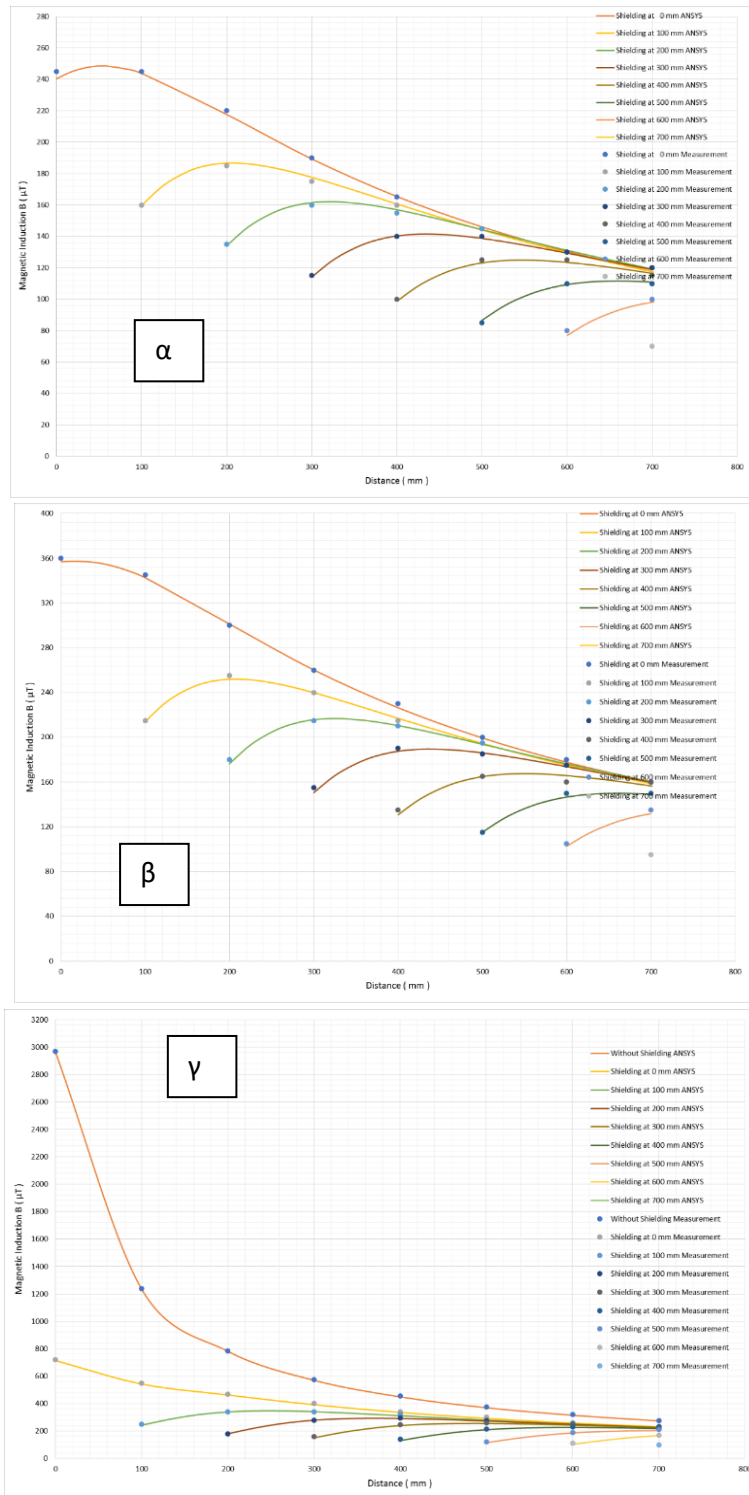 Magnetic Induction B ( µT )
280
260
240
220
200
180
160
140
120
100
80
60
40
20
0
0 100 200 300 400 500 600 700 800
Distance ( mm )
α
Shielding at 0 mm ANSYS
Shielding at 100 mm ANSYS
Shielding at 200 mm ANSYS
Shielding at 300 mm ANSYS
Shielding at 400 mm ANSYS
Shielding at 500 mm ANSYS
Shielding at 600 mm ANSYS
Shielding at 700 mm ANSYS
Shielding at 0 mm Measurement
Shielding at 100 mm Measurement
Shielding at 200 mm Measurement
Shielding at 300 mm Measurement
Shielding at 400 mm Measurement
Shielding at 500 mm Measurement
Shielding at 600 mm Measurement
Shielding at 700 mm Measurement
Magnetic Induction B ( µT )
400
360
320
280
240
200
160
120
80
40
0
0 100 200 300 400 500 600 700 800
Distance ( mm )
β
Shielding at 0 mm ANSYS
Shielding at 100 mm ANSYS
Shielding at 200 mm ANSYS
Shielding at 300 mm ANSYS
Shielding at 400 mm ANSYS
Shielding at 500 mm ANSYS
Shielding at 600 mm ANSYS
Shielding at 700 mm ANSYS
Shielding at 0 mm Measurement
Shielding at 100 mm Measurement
Shielding at 200 mm Measurement
Shielding at 300 mm Measurement
Shielding at 400 mm Measurement
Shielding at 500 mm Measurement
Shielding at 600 mm Measurement
Shielding at 700 mm Measurement
Magnetic Induction B ( µT )
3200
3000
2800
2600
2400
2200
2000
1800
1600
1400
1200
1000
800
600
400
200
0
0 100 200 300 400 500 600 700 800
Distance ( mm )
γ
Without Shielding ANSYS
Shielding at 0 mm ANSYS
Shielding at 100 mm ANSYS
Shielding at 200 mm ANSYS
Shielding at 300 mm ANSYS
Shielding at 400 mm ANSYS
Shielding at 500 mm ANSYS
Shielding at 600 mm ANSYS
Shielding at 700 mm ANSYS
Without Shielding Measurement
Shielding at 0 mm Measurement
Shielding at 100 mm Measurement
Shielding at 200 mm Measurement
Shielding at 300 mm Measurement
Shielding at 400 mm Measurement
Shielding at 500 mm Measurement
Shielding at 600 mm Measurement
Shielding at 700 mm Measurement